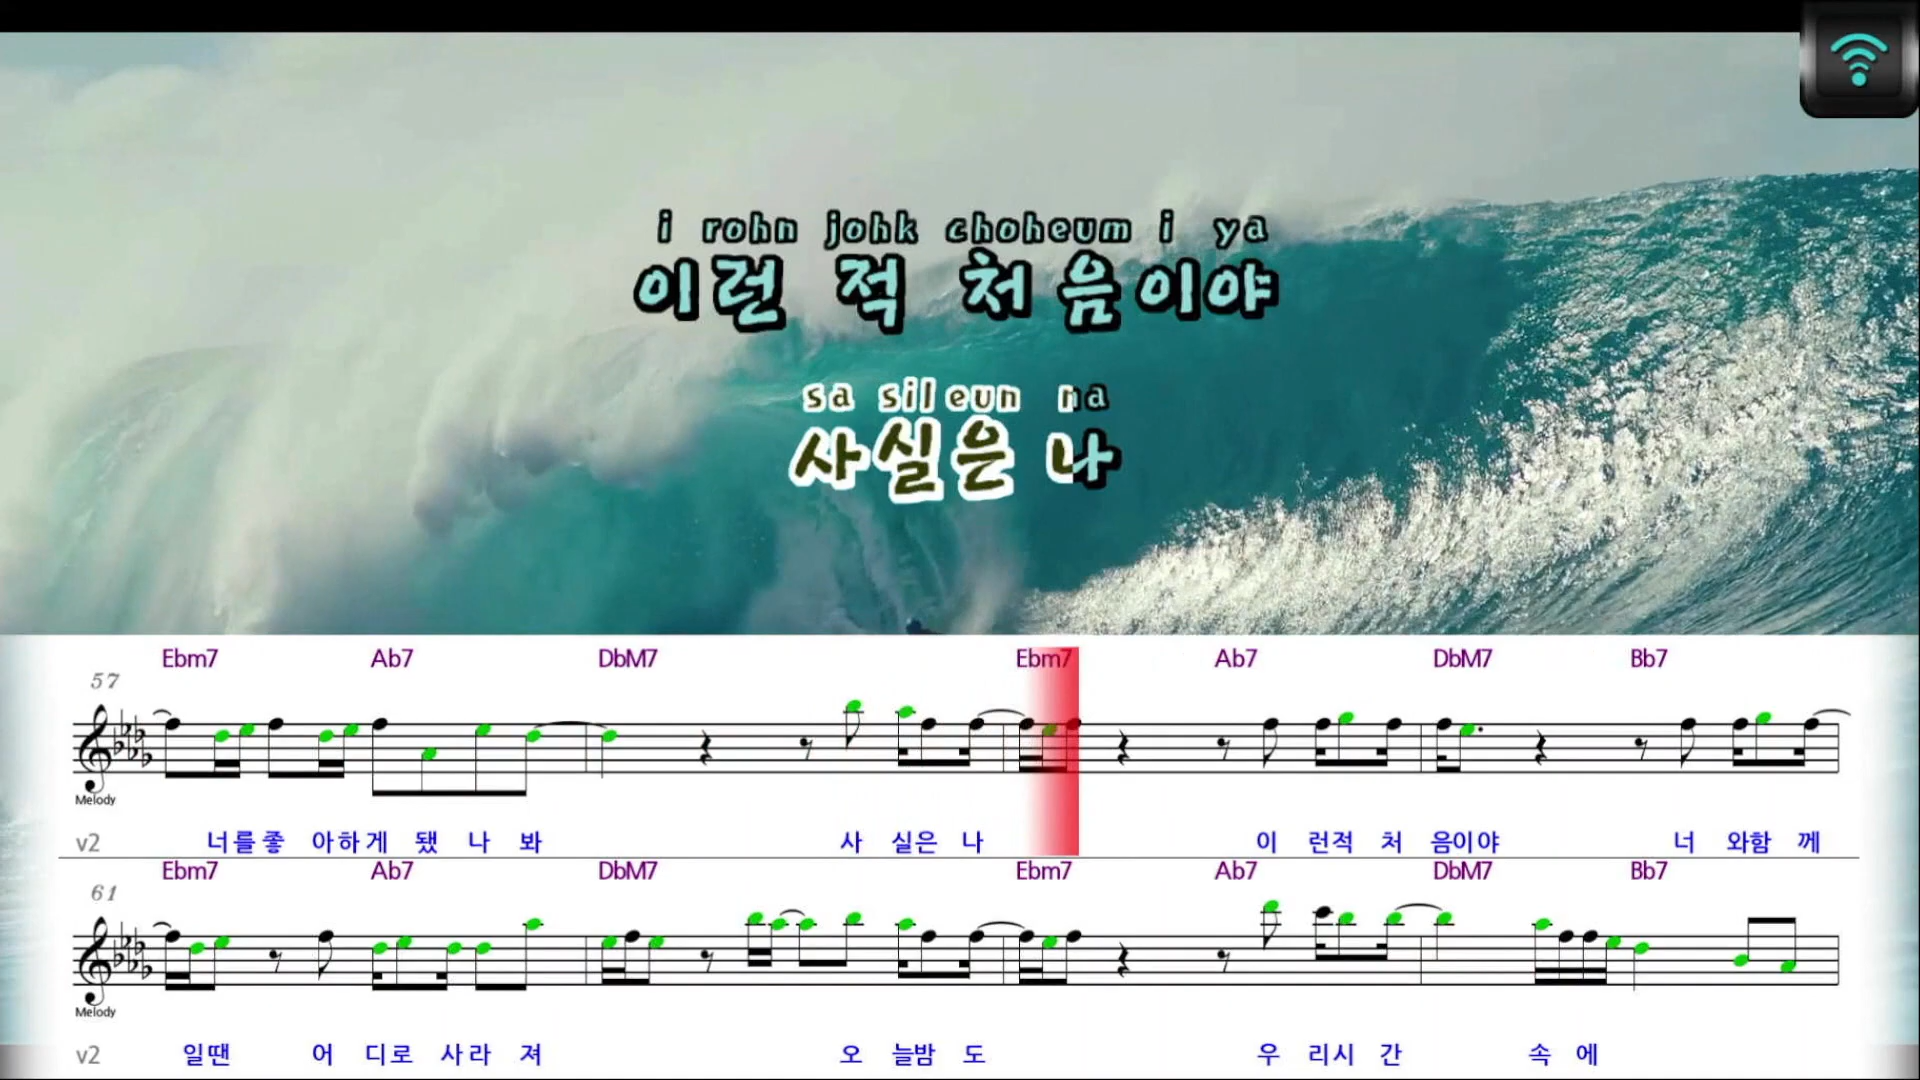 i rohn johk choheum i ya
이런 적 처음이야
sa sil eun na
사실은 나
Ebm7 Ab7 DbM7 Ebm7 Ab7 DbM7 Bb7
57
Melody
v2 너를좋 아하게 됐 나 봐 사 실은 나 이 런적 처 음이야 너 와함 께
Ebm7 Ab7 DbM7 Ebm7 Ab7 DbM7 Bb7
61
Melody
v2 일땐 어 디로 사라 져 오 늘밤 도 우 리시 간 속 에